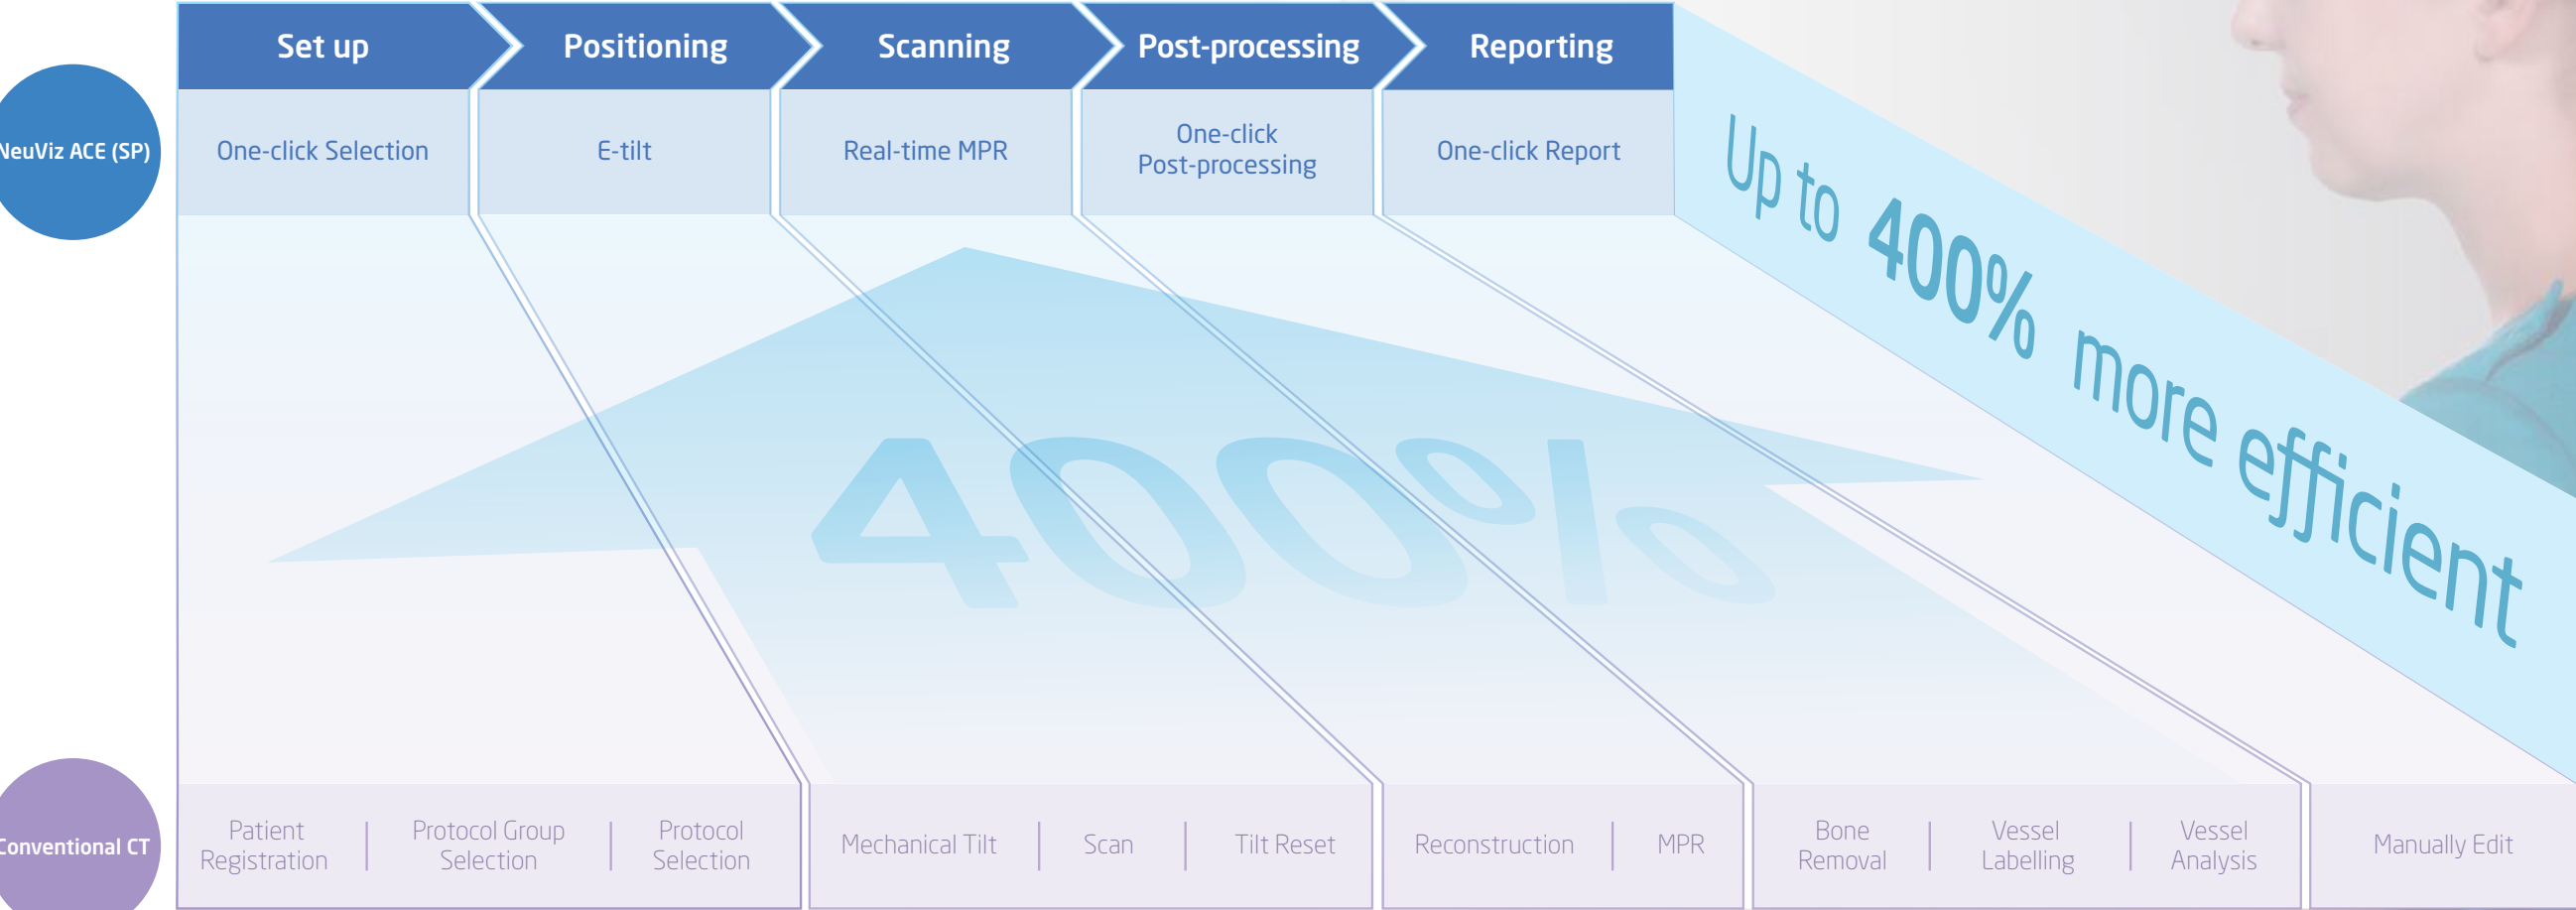 Set up
Positioning
Scanning
Post-processing
Reporting
NeuViz ACE (SP)
One-click Selection
E-tilt
Real-time MPR
One-click
Post-processing
One-click Report
Up to 400% more efficient
400%
Conventional CT
Patient
Registration
Protocol Group
Selection
Protocol
Selection
Mechanical Tilt
Scan
Tilt Reset
Reconstruction
MPR
Bone
Removal
Vessel
Labelling
Vessel
Analysis
Manually Edit